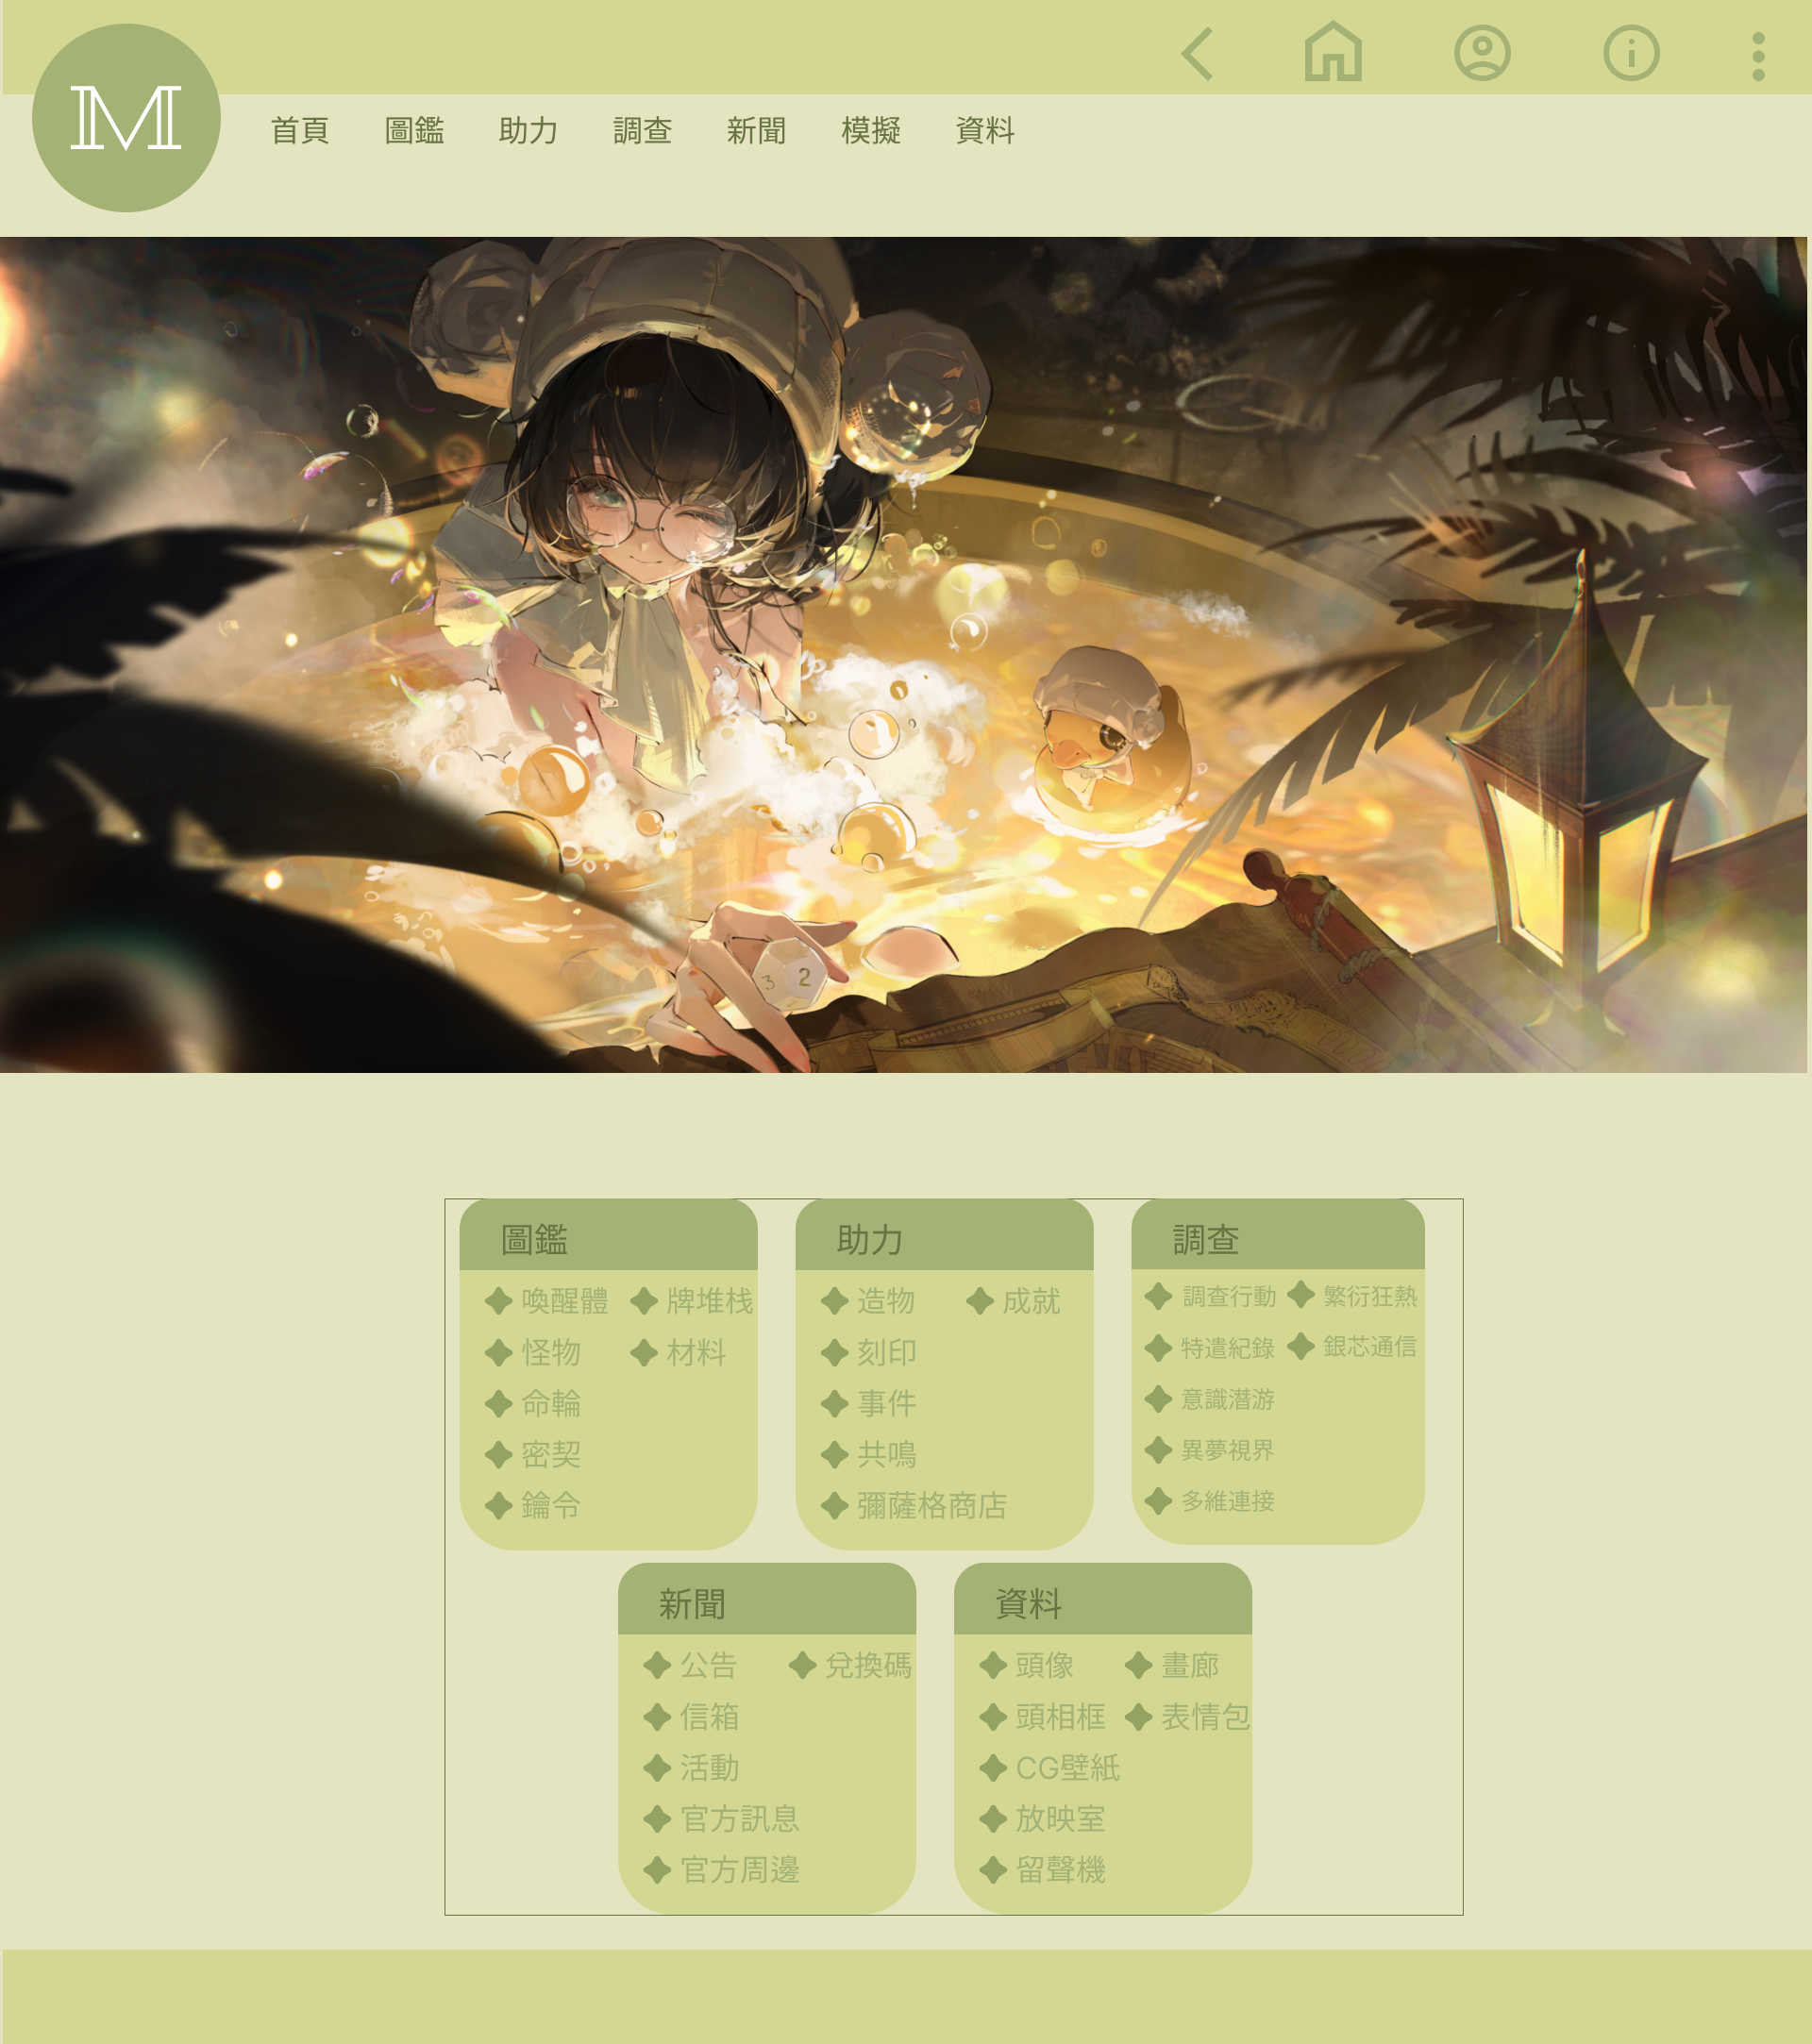 M
首頁 圖鑑 助力 調查 新聞 模擬 資料
3 2
圖鑑
喚醒體 牌堆栈
怪物 材料
命輪
密契
鑰令
助力
造物 成就
刻印
事件
共鳴
彌薩格商店
調查
調查行動 繁衍狂熱
特遣紀錄 銀芯通信
意識潛游
異夢視界
多維連接
新聞
公告 兌換碼
信箱
活動
官方訊息
官方周邊
資料
頭像 畫廊
頭相框 表情包
CG壁紙
放映室
留聲機